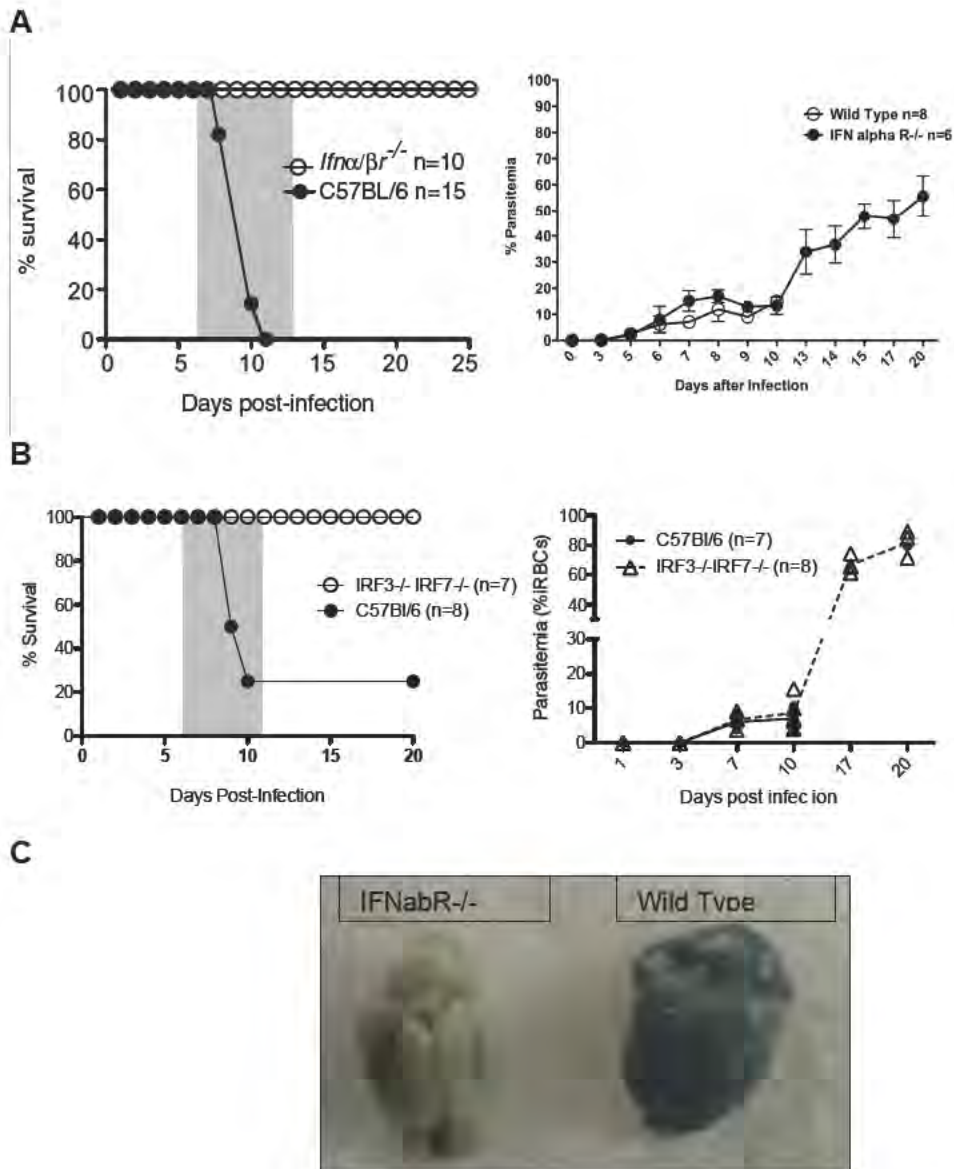 A
100
80
60
40
20
0
% survival
Ifnα/βr-/- n=10
C57BL/6 n=15
0 5 10 15 20 25
Days post-infection
100
90
80
70
60
50
40
30
20
10
0
% Parasitemia
Wild Type n=8
IFN alpha R-/- n=6
0 3 5 6 7 8 9 10 13 14 15 17 20
Days after Infection
B
100
80
60
40
20
0
% Survival
IRF3-/- IRF7-/- (n=7)
C57Bl/6 (n=8)
0 5 10 15 20
Days Post-Infection
100
80
60
40
30
20
10
0
Parasitemia (%iRBCs)
C57Bl/6 (n=7)
IRF3-/-IRF7-/- (n=8)
1 3 7 10 17 20
Days post infec ion
C
IFNabR-/-
Wild Type